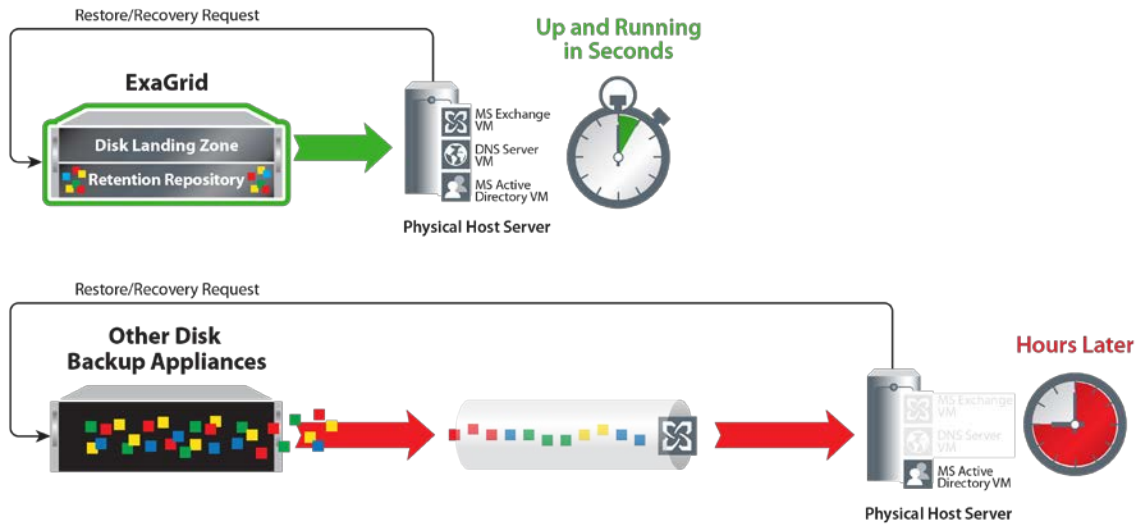 Restore/Recovery Request
Up and Running
in Seconds
ExaGrid
Disk Landing Zone
Retention Repository
MS Exchange
VM
DNS Server
VM
MS Active
Directory VM
Physical Host Server
Restore/Recovery Request
Other Disk
Backup Appliances
Hours Later
MS Exchange
VM
DNS Server
VM
MS Active
Directory VM
Physical Host Server